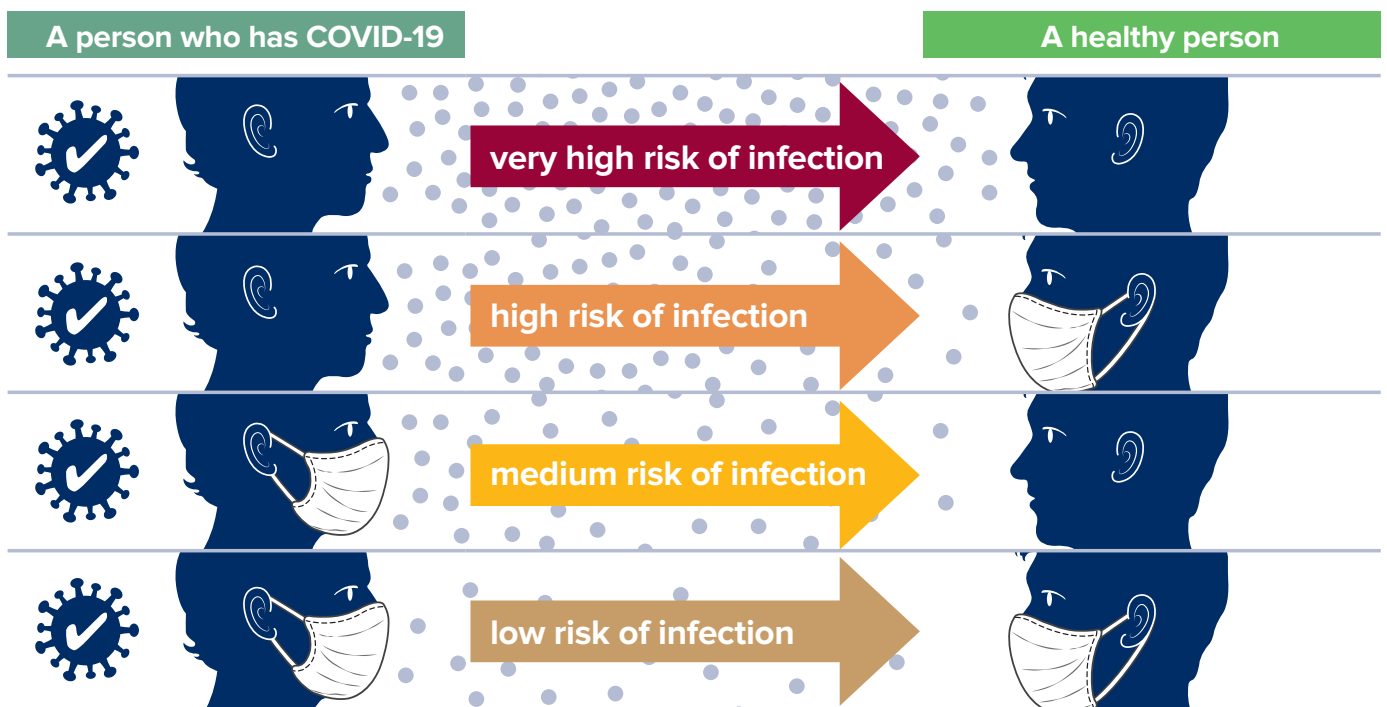 A person who has COVID-19
A healthy person
very high risk of infection
high risk of infection
medium risk of infection
low risk of infection